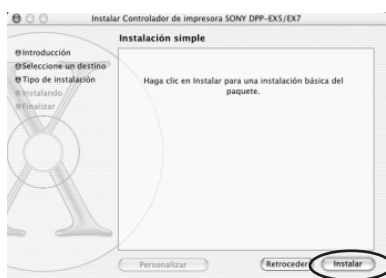 Instalar Controlador de impresora SONY DPP-EX5/EX7
Instalación simple
Introducción
Seleccione un destino
Tipo de instalación
Instalando
Finalizar
Haga clic en Instalar para una instalación básica del
paquete.
Personalizar
Retroceder
Instalar